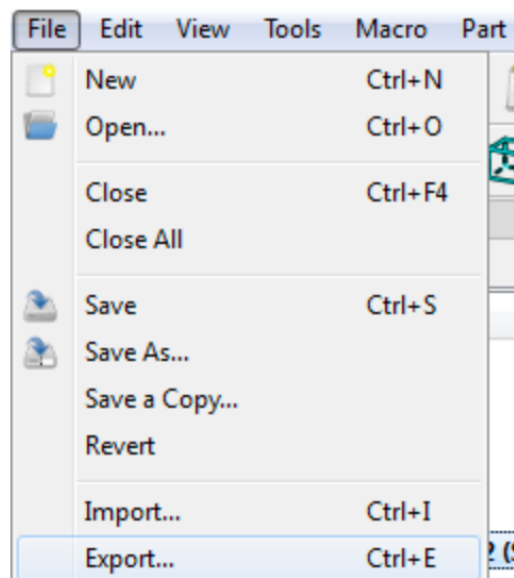 File Edit View Tools Macro Part
New Ctrl+N
Open... Ctrl+O
Close Ctrl+F4
Close All
Save Ctrl+S
Save As...
Save a Copy...
Revert
Import... Ctrl+I
Export... Ctrl+E